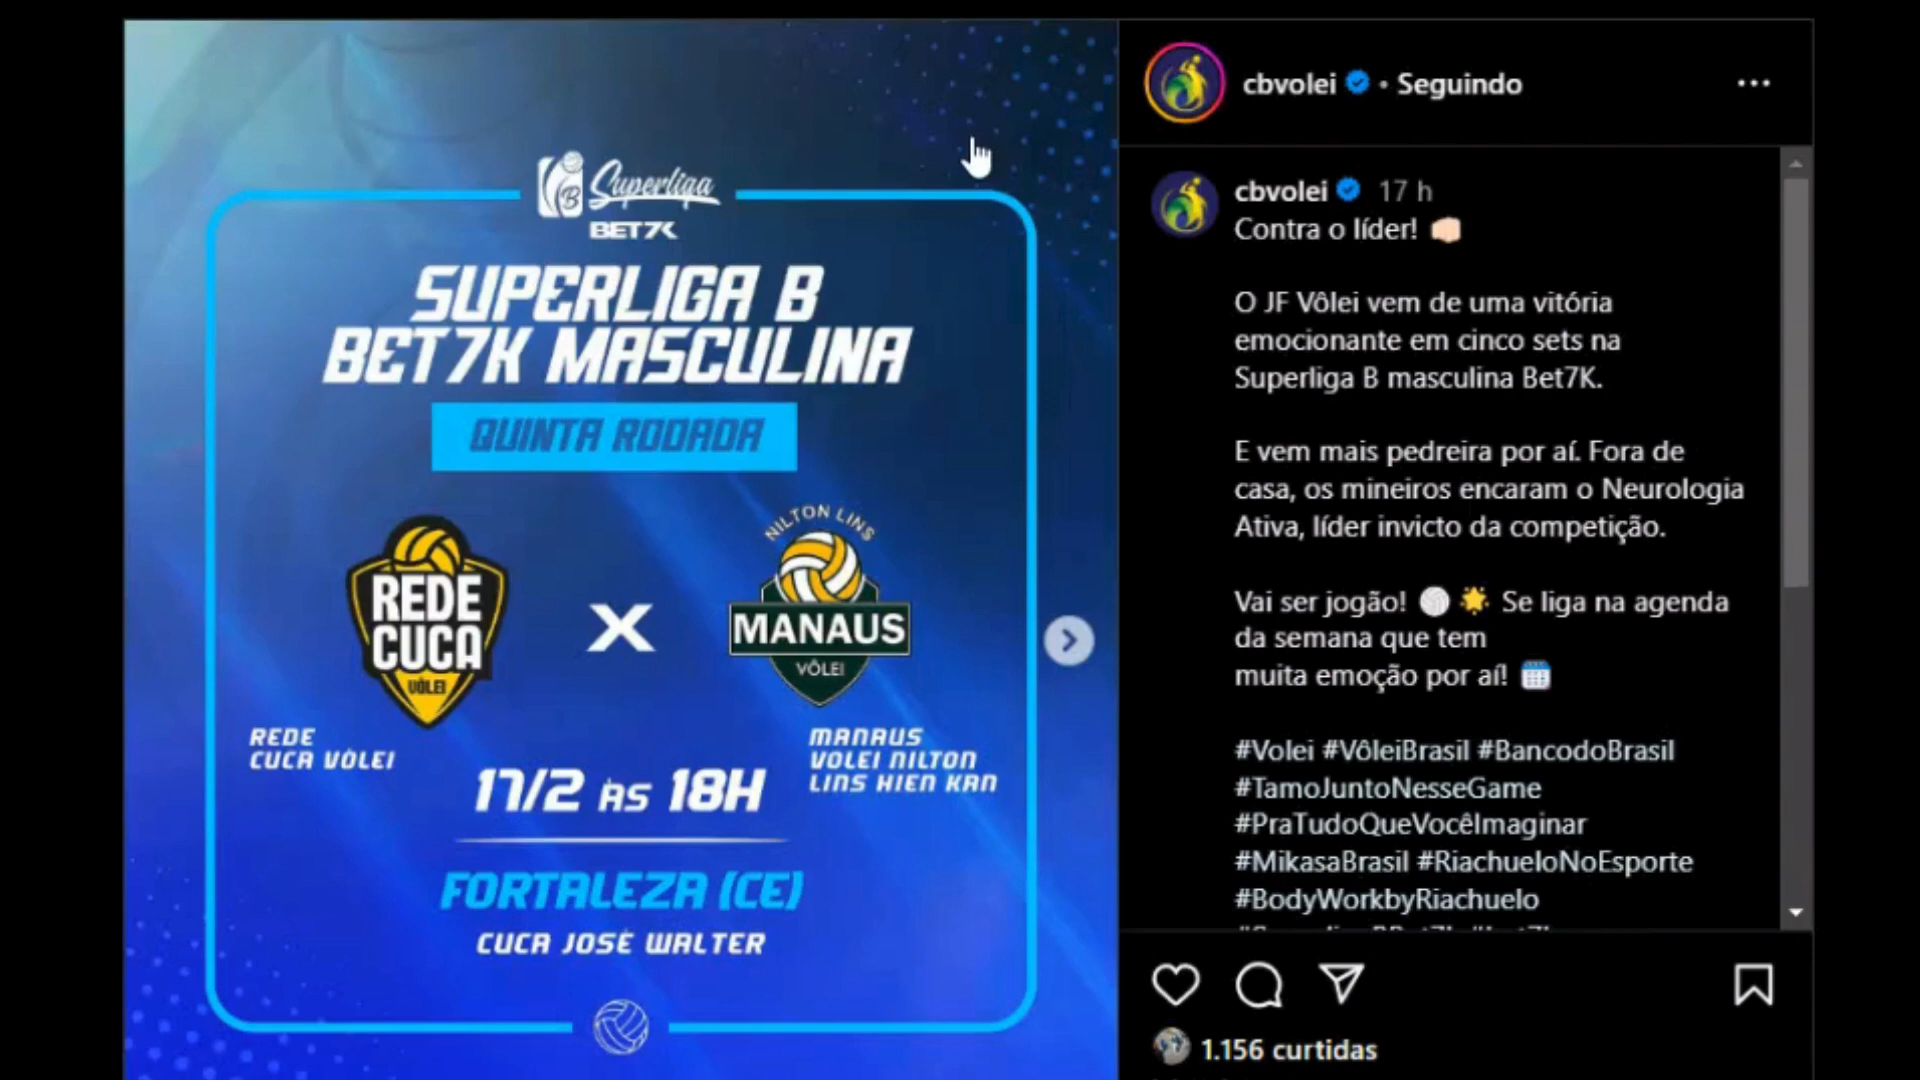 Superliga
B
BET7K
SUPERLIGA B
BET7K MASCULINA
QUINTA RODADA
REDE
CUCA
VÔLEI
X
NILTON LINS
MANAUS
VÔLEI
REDE
CUCA VÔLEI
MANAUS
VOLEI NILTON
LINS HIEN KAN
17/2 ÀS 18H
FORTALEZA (CE)
CUCA JOSÉ WALTER
cbvolei • Seguindo
cbvolei 17 h
Contra o líder! 👊🏻
O JF Vôlei vem de uma vitória
emocionante em cinco sets na
Superliga B masculina Bet7K.
E vem mais pedreira por aí. Fora de
casa, os mineiros encaram o Neurologia
Ativa, líder invicto da competição.
Vai ser jogão! 🏐 🌟 Se liga na agenda
da semana que tem
muita emoção por aí! 🗓️
#Volei #VôleiBrasil #BancodoBrasil
#TamoJuntoNesseGame
#PraTudoQueVocêImaginar
#MikasaBrasil #RiachueloNoEsporte
#BodyWorkbyRiachuelo
1.156 curtidas